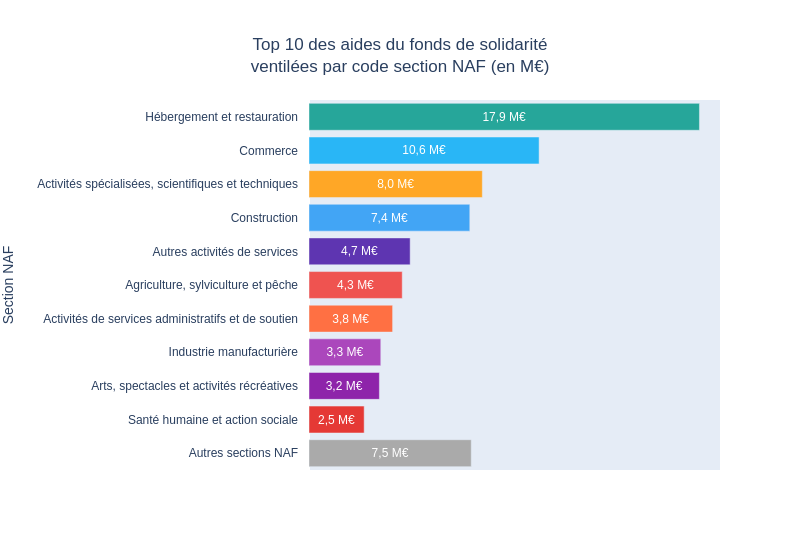 Top 10 des aides du fonds de solidarité
ventilées par code section NAF (en M€)
Section NAF
Hébergement et restauration 17,9 M€
Commerce 10,6 M€
Activités spécialisées, scientifiques et techniques 8,0 M€
Construction 7,4 M€
Autres activités de services 4,7 M€
Agriculture, sylviculture et pêche 4,3 M€
Activités de services administratifs et de soutien 3,8 M€
Industrie manufacturière 3,3 M€
Arts, spectacles et activités récréatives 3,2 M€
Santé humaine et action sociale 2,5 M€
Autres sections NAF 7,5 M€